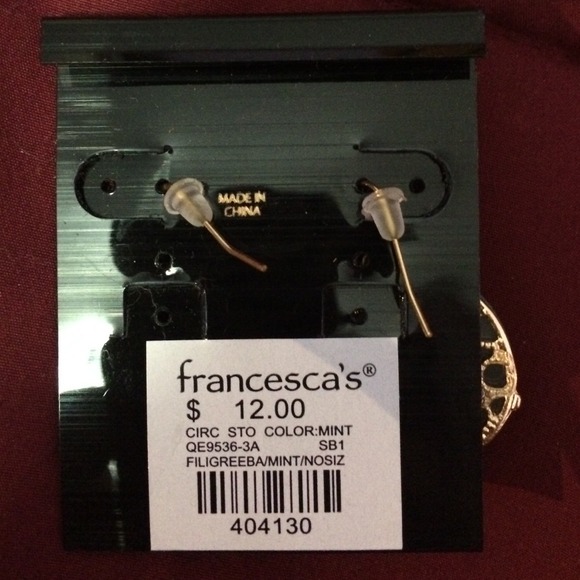 MADE IN
CHINA
francesca's®
$ 12.00
CIRC STO COLOR:MINT
QE9536-3A SB1
FILIGREEBA/MINT/NOSIZ
404130